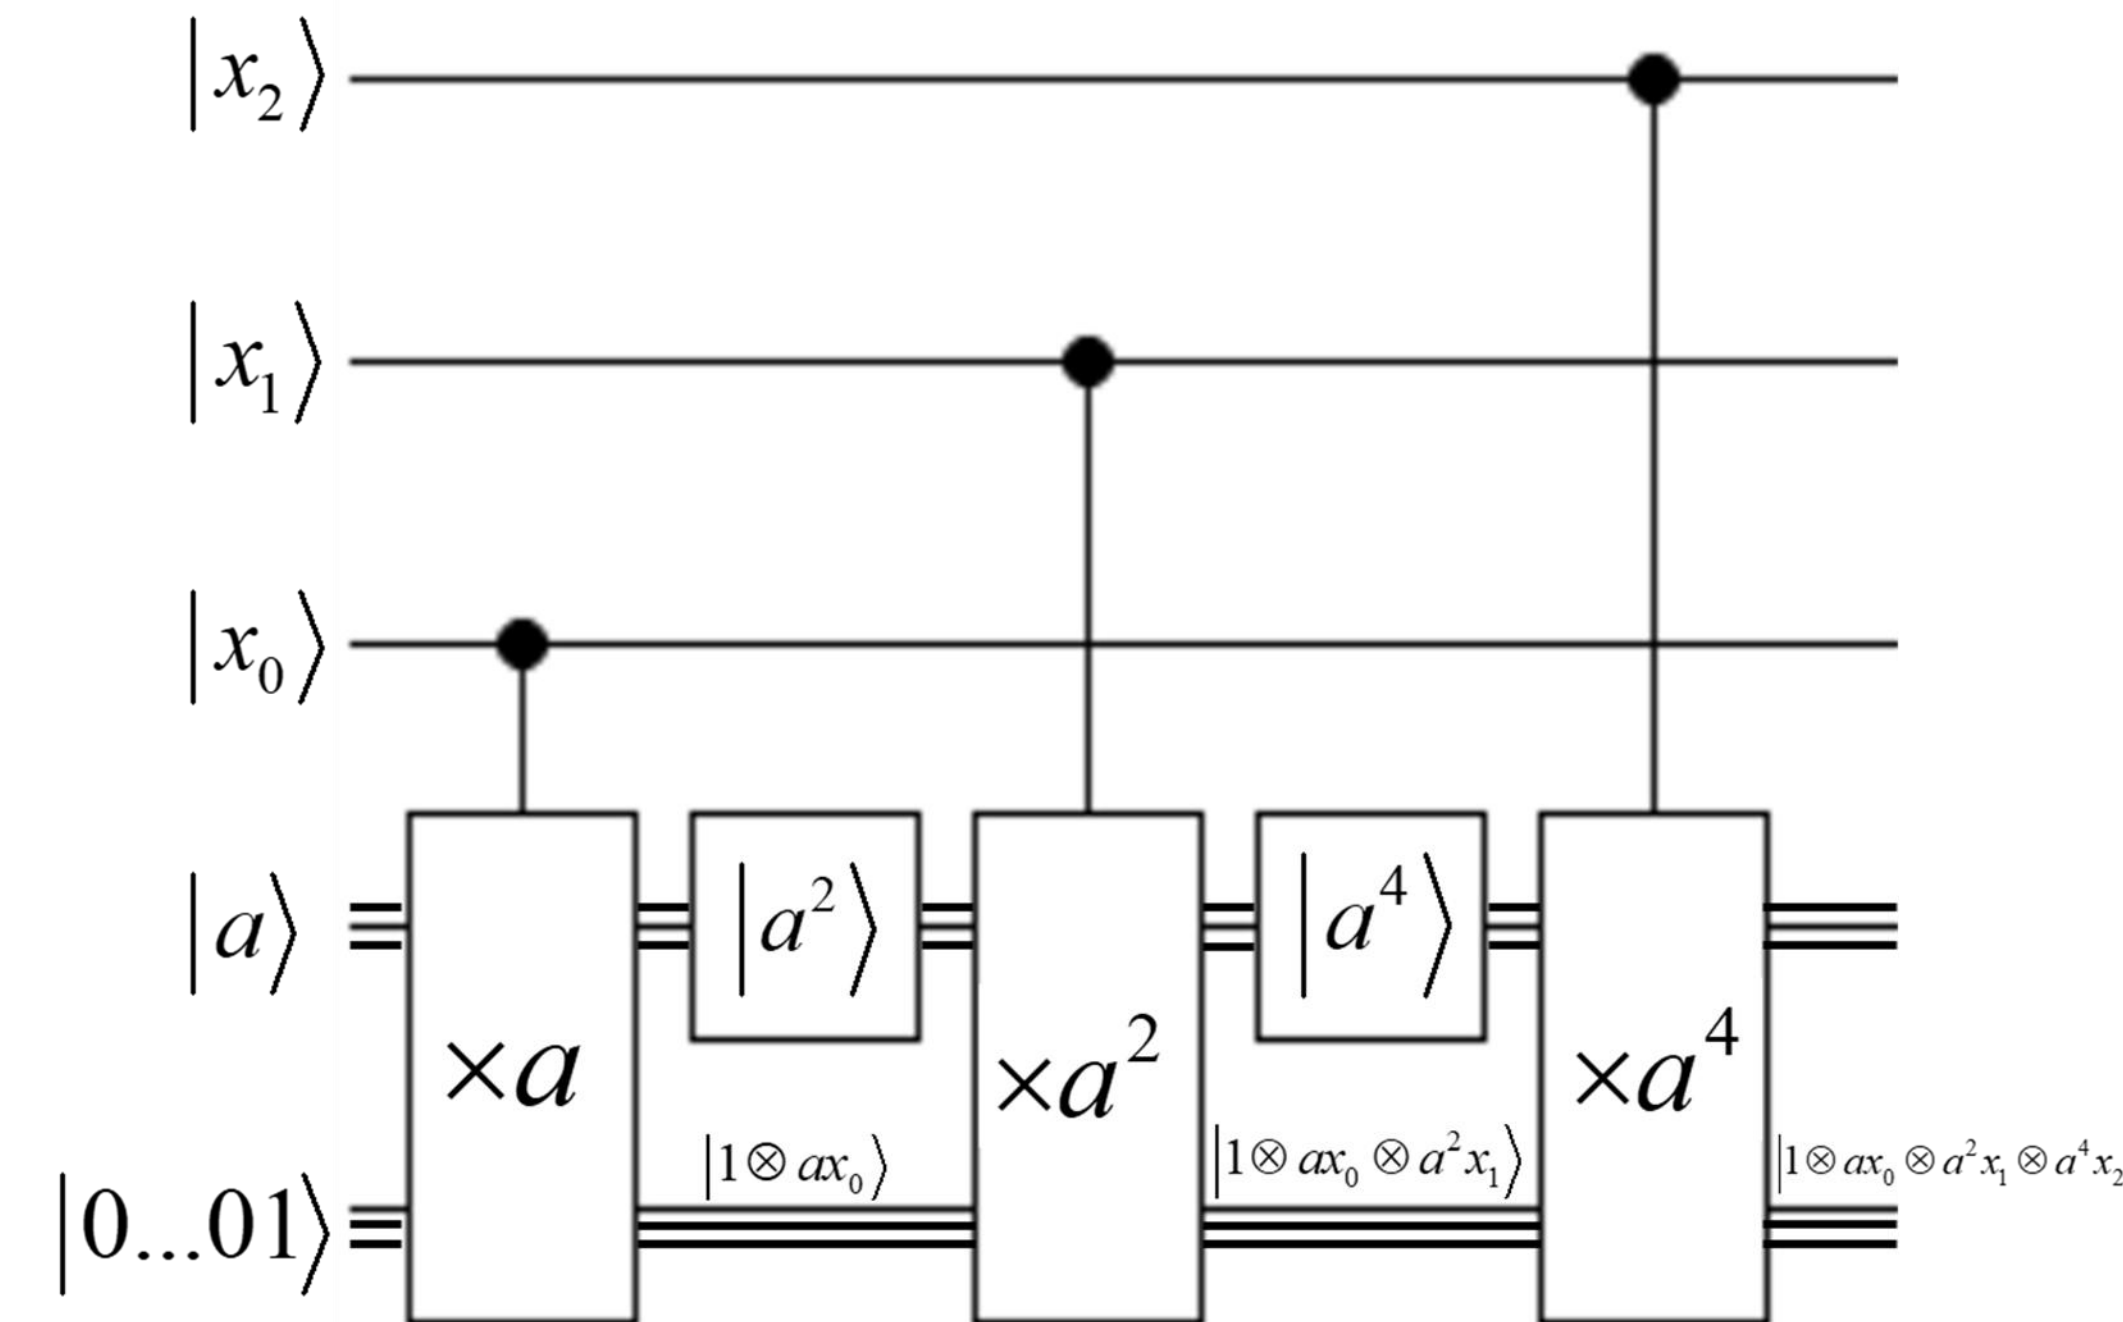 |x₂⟩
|x₁⟩
|x₀⟩
|a⟩
×a
|a²⟩
×a²
|a⁴⟩
×a⁴
|0...01⟩
|1⊗ax₀⟩
|1⊗ax₀⊗a²x₁⟩
|1⊗ax₀⊗a²x₁⊗a⁴x₂